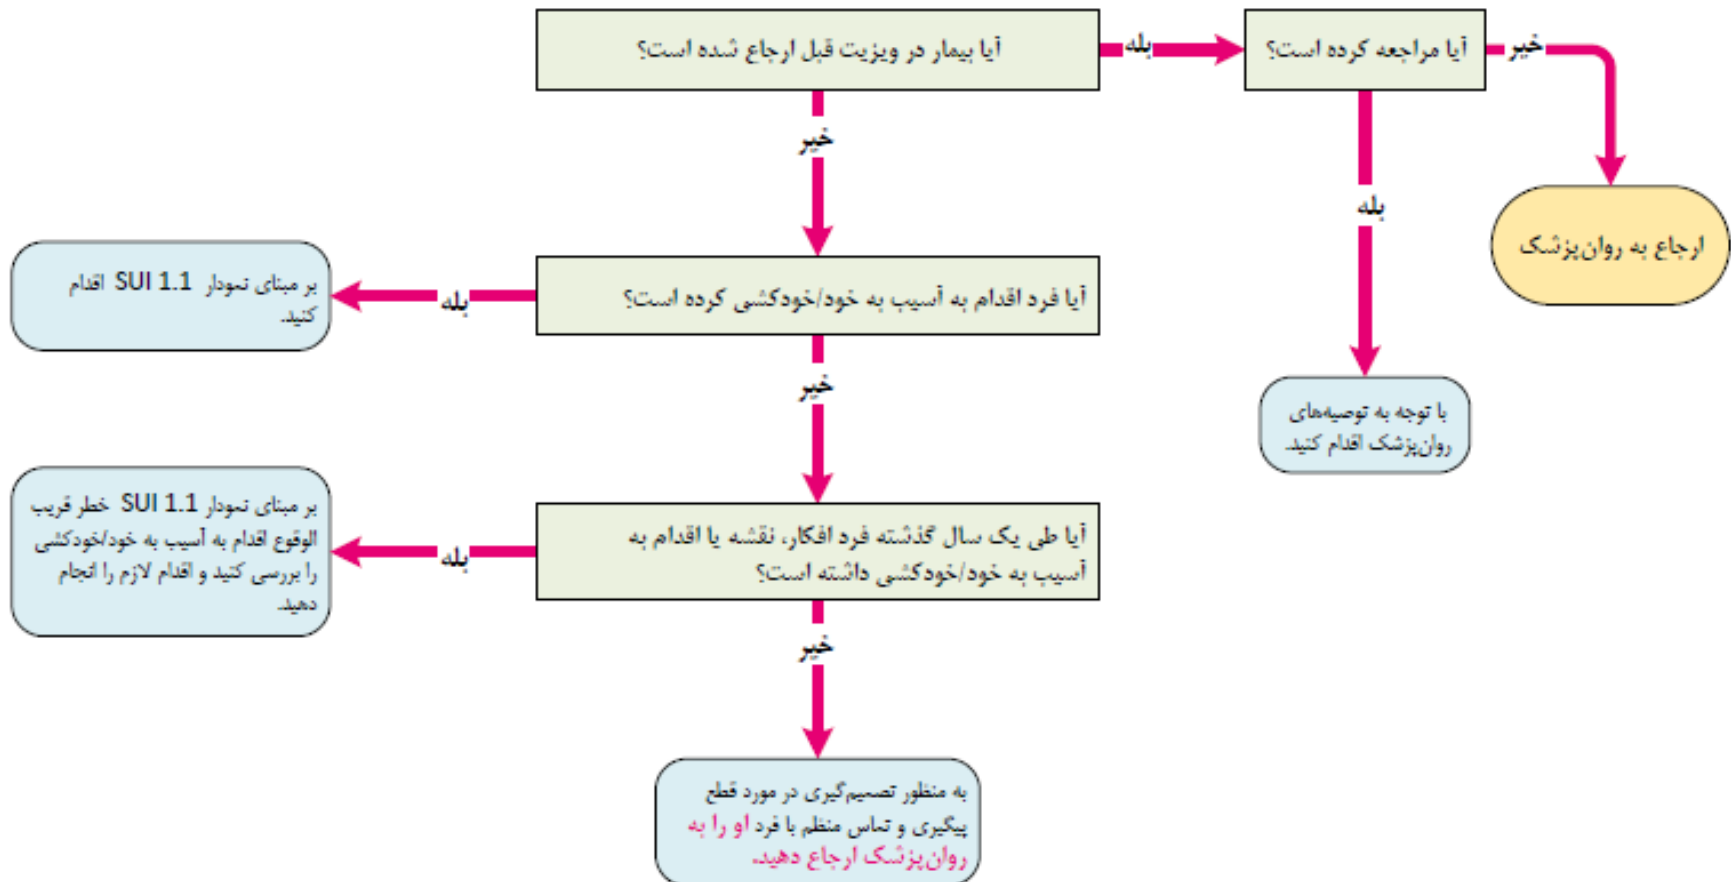 آیا بیمار در ویزیت قبل ارجاع شده است؟
بله
آیا مراجعه کرده است؟
خیر
ارجاع به روان‌پزشک
بله
با توجه به توصیه‌های
روان‌پزشک اقدام کنید.
خیر
آیا فرد اقدام به آسیب به خود/خودکشی کرده است؟
بله
بر مبنای نمودار SUI 1.1 اقدام
کنید.
خیر
آیا طی یک سال گذشته فرد افکار، نقشه یا اقدام به
آسیب به خود/خودکشی داشته است؟
بله
بر مبنای نمودار SUI 1.1 خطر قریب
الوقوع اقدام به آسیب به خود/خودکشی
را بررسی کنید و اقدام لازم را انجام
دهید.
خیر
به منظور تصمیم‌گیری در مورد قطع
پیگیری و تماس منظم با فرد او را به
روان‌پزشک ارجاع دهید.